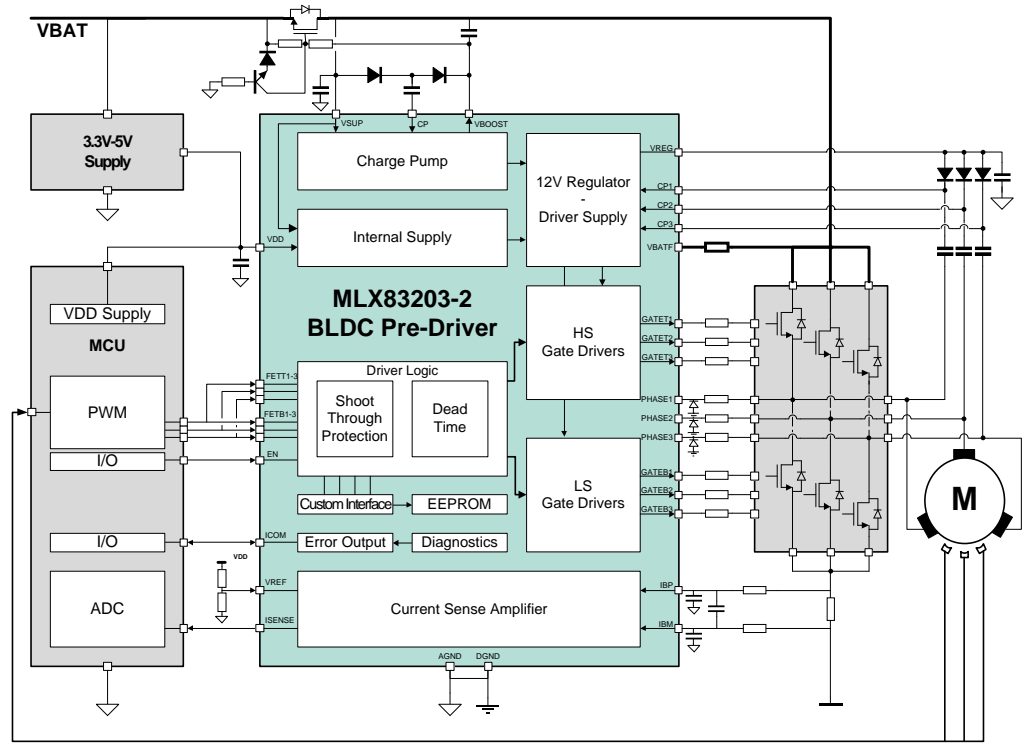 VBAT
3.3V-5V
Supply
VSUP
CP
VBOOST
Charge Pump
12V Regulator
-
Driver Supply
VREG
CP1
CP2
CP3
VBATF
Internal Supply
VDD
MLX83203-2
BLDC Pre-Driver
VDD Supply
MCU
PWM
I/O
I/O
ADC
FETT1-3
FETB1-3
EN
ICOM
VDD
VREF
ISENSE
Driver Logic
Shoot
Through
Protection
Dead
Time
HS
Gate Drivers
GATET1
GATET2
GATET3
PHASE1
PHASE2
PHASE3
LS
Gate Drivers
GATEB1
GATEB2
GATEB3
Custom Interface
EEPROM
Error Output
Diagnostics
Current Sense Amplifier
IBP
IBM
AGND
DGND
M